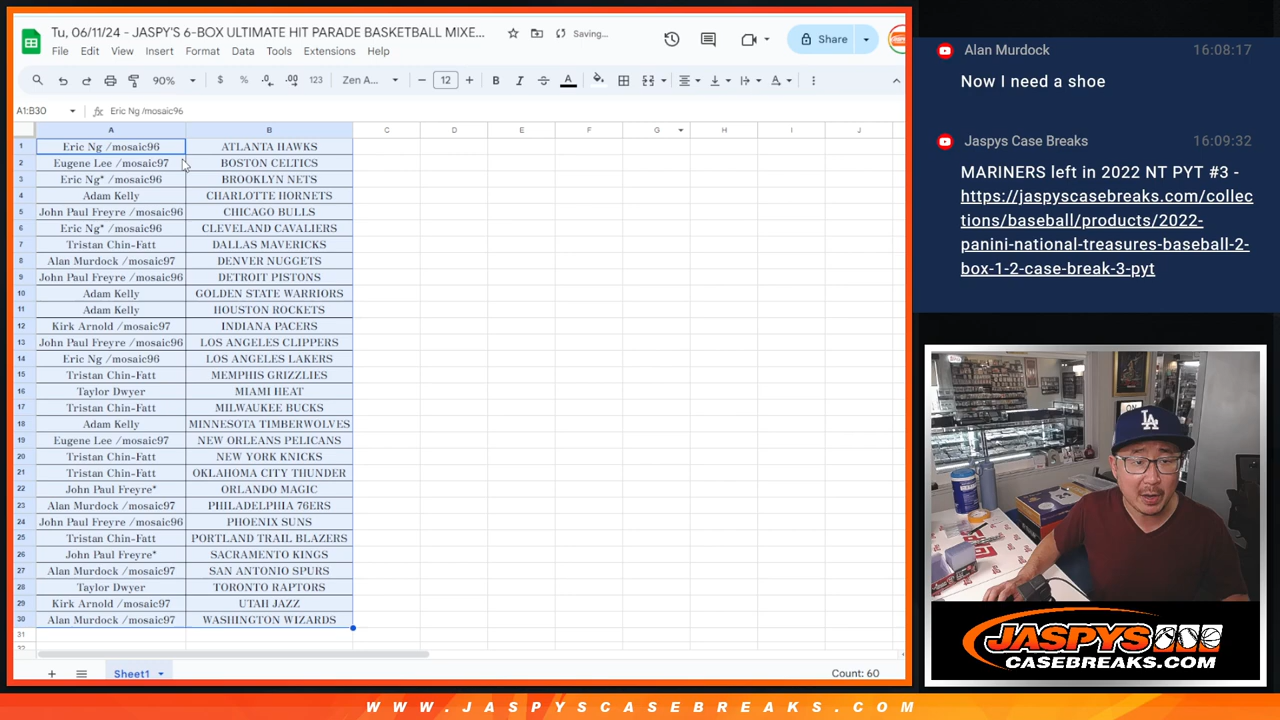 Tu, 06/11/24 - JASPY'S 6-BOX ULTIMATE HIT PARADE BASKETBALL MIXE...
Saving...
Share
File Edit View Insert Format Data Tools Extensions Help
90% $ % .0 .00 123 Zen A... 12 B I A
A1:B30 fx Eric Ng /mosaic96
A B C D E F G H I J
1 Eric Ng /mosaic96 ATLANTA HAWKS
2 Eugene Lee /mosaic97 BOSTON CELTICS
3 Eric Ng* /mosaic96 BROOKLYN NETS
4 Adam Kelly CHARLOTTE HORNETS
5 John Paul Freyre /mosaic96 CHICAGO BULLS
6 Eric Ng* /mosaic96 CLEVELAND CAVALIERS
7 Tristan Chin-Fatt DALLAS MAVERICKS
8 Alan Murdock /mosaic97 DENVER NUGGETS
9 John Paul Freyre /mosaic96 DETROIT PISTONS
10 Adam Kelly GOLDEN STATE WARRIORS
11 Adam Kelly HOUSTON ROCKETS
12 Kirk Arnold /mosaic97 INDIANA PACERS
13 John Paul Freyre /mosaic96 LOS ANGELES CLIPPERS
14 Eric Ng /mosaic96 LOS ANGELES LAKERS
15 Tristan Chin-Fatt MEMPHIS GRIZZLIES
16 Taylor Dwyer MIAMI HEAT
17 Tristan Chin-Fatt MILWAUKEE BUCKS
18 Alan Murdock /mosaic97 MINNESOTA TIMBERWOLVES
19 Eugene Lee /mosaic97 NEW ORLEANS PELICANS
20 Tristan Chin-Fatt NEW YORK KNICKS
21 Tristan Chin-Fatt OKLAHOMA CITY THUNDER
22 John Paul Freyre* ORLANDO MAGIC
23 Alan Murdock /mosaic97 PHILADELPHIA 76ERS
24 John Paul Freyre /mosaic96 PHOENIX SUNS
25 Tristan Chin-Fatt PORTLAND TRAIL BLAZERS
26 John Paul Freyre* SACRAMENTO KINGS
27 Alan Murdock /mosaic97 SAN ANTONIO SPURS
28 Taylor Dwyer TORONTO RAPTORS
29 Kirk Arnold /mosaic97 UTAH JAZZ
30 Alan Murdock /mosaic97 WASHINGTON WIZARDS
31
Sheet1
Count: 60
Alan Murdock 16:08:17
Now I need a shoe
Jaspys Case Breaks 16:09:32
MARINERS left in 2022 NT PYT #3 -
https://jaspyscasebreaks.com/collec
tions/baseball/products/2022-
panini-national-treasures-baseball-2-
box-1-2-case-break-3-pyt
LA
JASPYS
CASEBREAKS.COM
WWW.JASPYSCASEBREAKS.COM